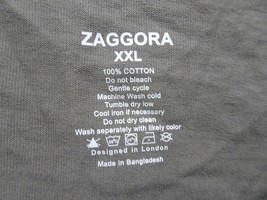 ZAGGORA
XXL
100% COTTON
Do not bleach
Gentle cycle
Machine Wash cold
Tumble dry low
Cool iron if necessary
Do not dry clean
Wash separately with likely color
Designed in London
Made in Bangladesh